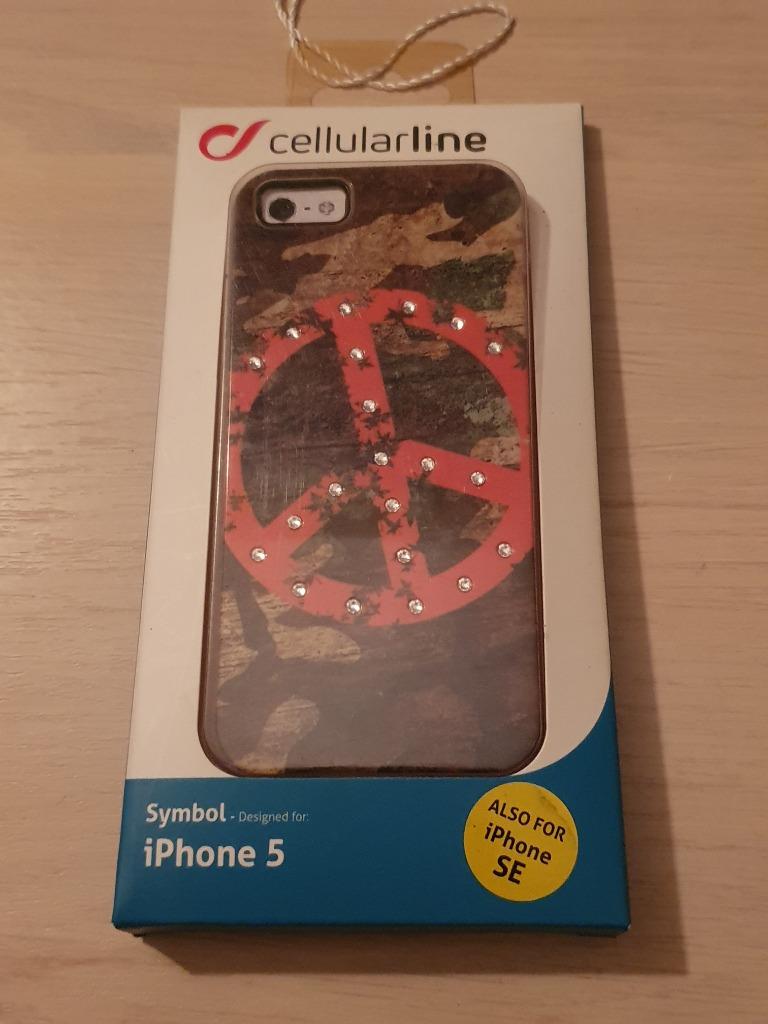 cellularline
Symbol - Designed for:
iPhone 5
ALSO FOR
iPhone
SE